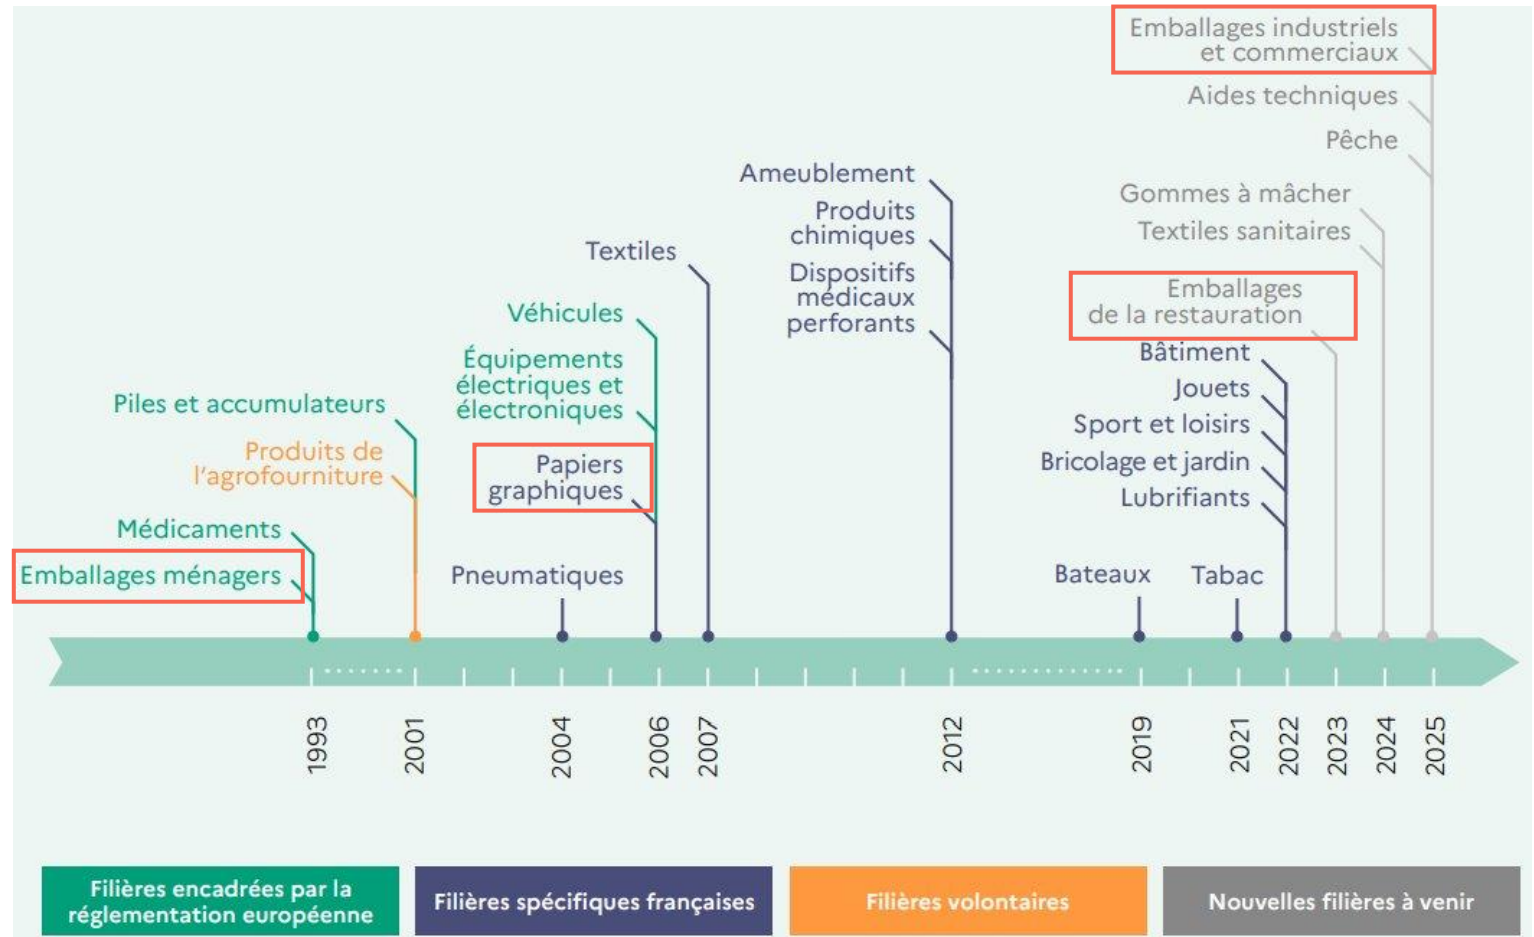 Emballages industriels
et commerciaux
Aides techniques
Pêche
Gommes à mâcher
Textiles sanitaires
Emballages
de la restauration
Bâtiment
Jouets
Sport et loisirs
Bricolage et jardin
Lubrifiants
Bateaux
Tabac
Ameublement
Produits
chimiques
Dispositifs
médicaux
perforants
Textiles
Véhicules
Équipements
électriques et
électroniques
Papiers
graphiques
Pneumatiques
Piles et accumulateurs
Produits de
l'agrofourniture
Médicaments
Emballages ménagers
1993
2001
2004
2006
2007
2012
2019
2021
2022
2023
2024
2025
Filières encadrées par la
réglementation européenne
Filières spécifiques françaises
Filières volontaires
Nouvelles filières à venir